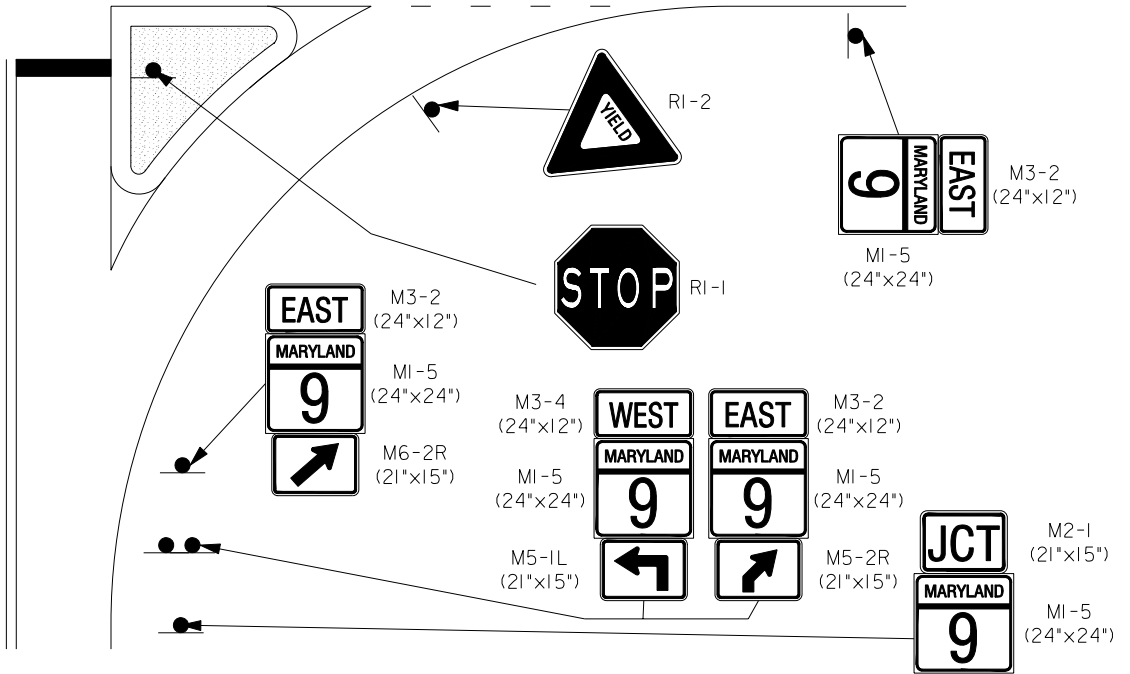 YIELD
R1-2
EAST
MARYLAND
9
M3-2
(24"x12")
M1-5
(24"x24")
STOP
R1-1
EAST
MARYLAND
9
M3-2
(24"x12")
M1-5
(24"x24")
M6-2R
(21"x15")
M3-4
(24"x12")
M1-5
(24"x24")
M5-1L
(21"x15")
WEST
MARYLAND
9
EAST
MARYLAND
9
M3-2
(24"x12")
M1-5
(24"x24")
M5-2R
(21"x15")
JCT
MARYLAND
9
M2-1
(21"x15")
M1-5
(24"x24")